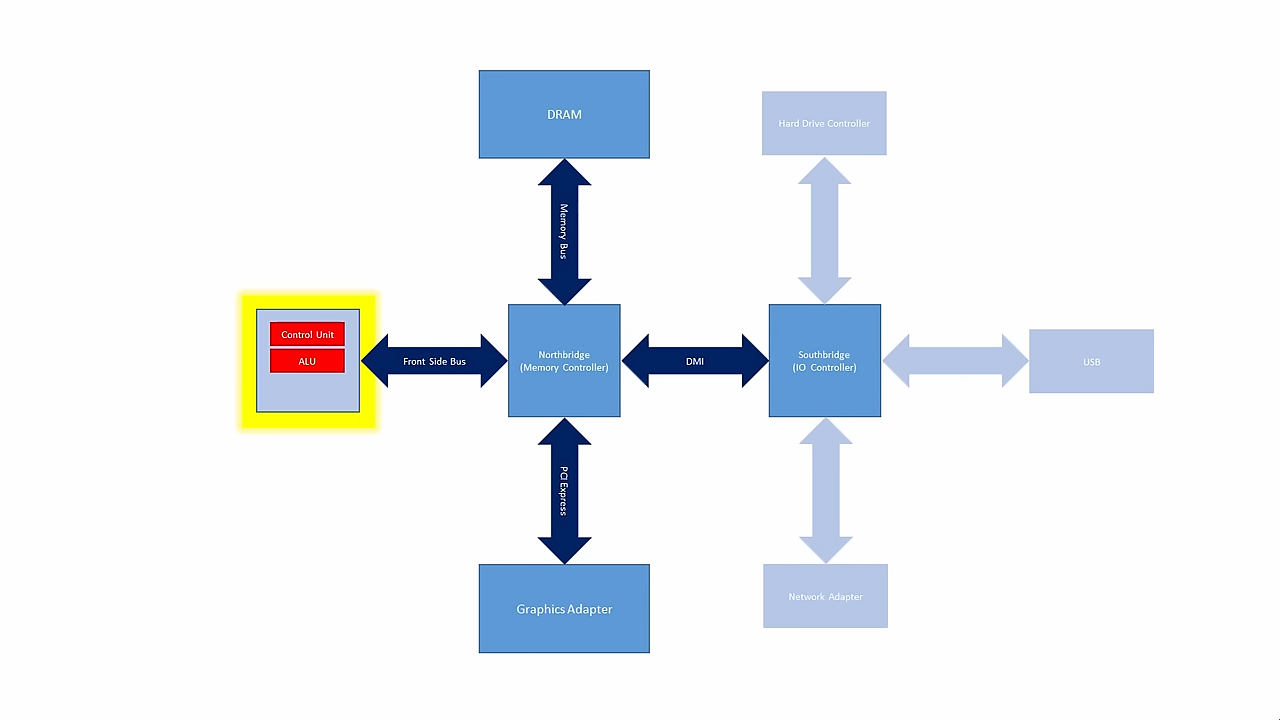 DRAM
Hard Drive Controller
Memory Bus
Control Unit
ALU
Front Side Bus
Northbridge
(Memory Controller)
DMI
Southbridge
(IO Controller)
USB
PCI Express
Graphics Adapter
Network Adapter